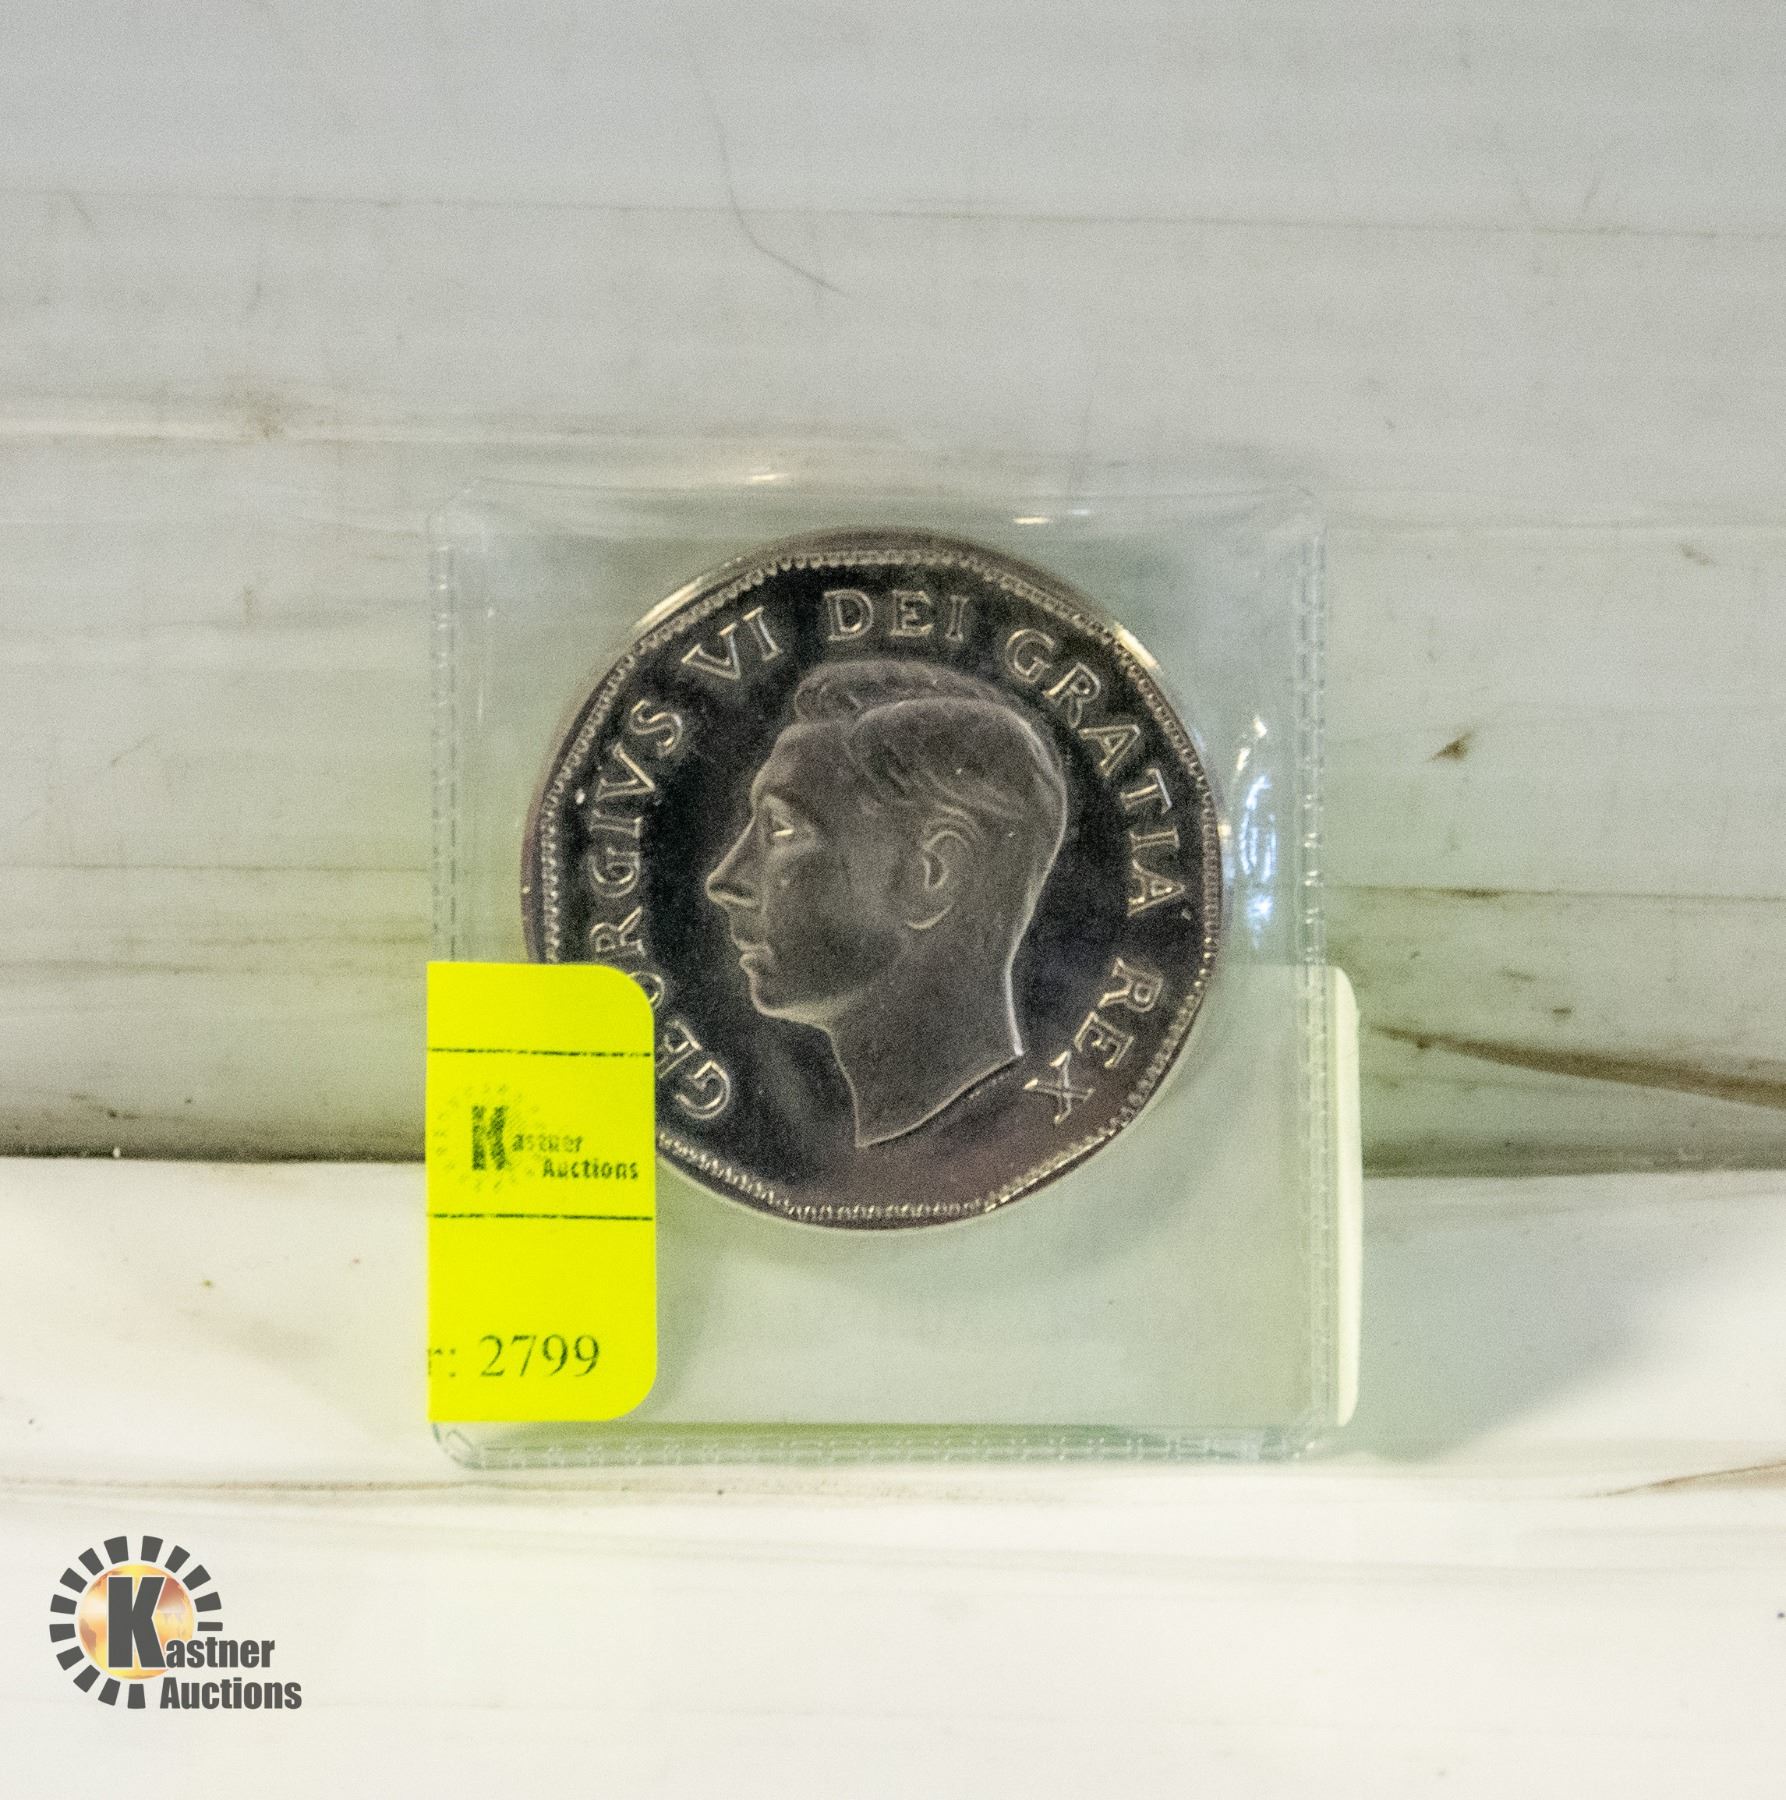 GEORGIVS VI DEI GRATIA REX
Kastner
Auctions
r: 2799
Kastner
Auctions